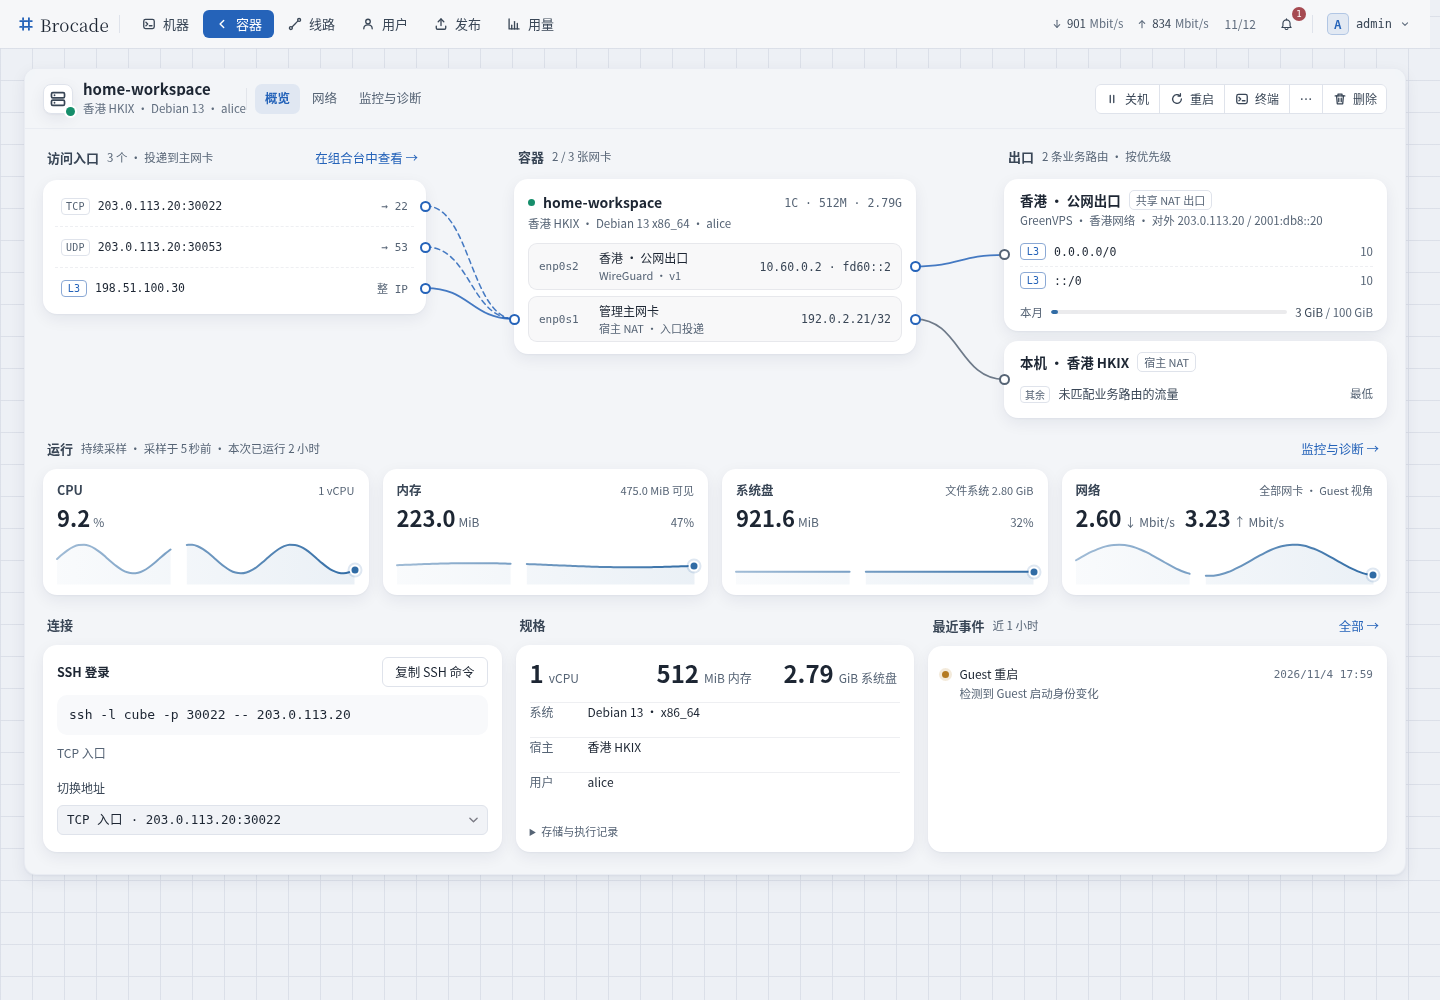 Brocade
机器
容器
线路
用户
发布
用量
↓ 901 Mbit/s
↑ 834 Mbit/s
11/12
1
A
admin
home-workspace
香港 HKIX · Debian 13 · alice
概览
网络
监控与诊断
关机
重启
终端
···
删除
访问入口 3 个 · 投递到主网卡
在组合台中查看 →
TCP 203.0.113.20:30022 → 22
UDP 203.0.113.20:30053 → 53
L3 198.51.100.30 整 IP
容器 2 / 3 张网卡
home-workspace 1C · 512M · 2.79G
香港 HKIX · Debian 13 x86_64 · alice
enp0s2 香港 · 公网出口 10.60.0.2 · fd60::2
WireGuard · v1
enp0s1 管理主网卡 192.0.2.21/32
宿主 NAT · 入口投递
出口 2 条业务路由 · 按优先级
香港 · 公网出口 共享 NAT 出口
GreenVPS · 香港网络 · 对外 203.0.113.20 / 2001:db8::20
L3 0.0.0.0/0 10
L3 ::/0 10
本月 3 GiB / 100 GiB
本机 · 香港 HKIX 宿主 NAT
其余 未匹配业务路由的流量 最低
运行 持续采样 · 采样于 5 秒前 · 本次已运行 2 小时
监控与诊断 →
CPU 1 vCPU
9.2 %
内存 475.0 MiB 可见
223.0 MiB 47%
系统盘 文件系统 2.80 GiB
921.6 MiB 32%
网络 全部网卡 · Guest 视角
2.60 ↓ Mbit/s 3.23 ↑ Mbit/s
连接
SSH 登录
复制 SSH 命令
ssh -l cube -p 30022 -- 203.0.113.20
TCP 入口
切换地址
TCP 入口 · 203.0.113.20:30022
规格
1 vCPU 512 MiB 内存 2.79 GiB 系统盘
系统 Debian 13 · x86_64
宿主 香港 HKIX
用户 alice
▶ 存储与执行记录
最近事件 近 1 小时
全部 →
Guest 重启 2026/11/4 17:59
检测到 Guest 启动身份变化